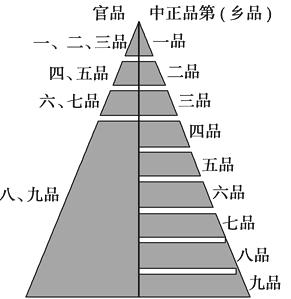 官品 中正品第(乡品)
一、二、三品 一品
四、五品 二品
六、七品 三品
四品
五品
八、九品 六品
七品
八品
九品